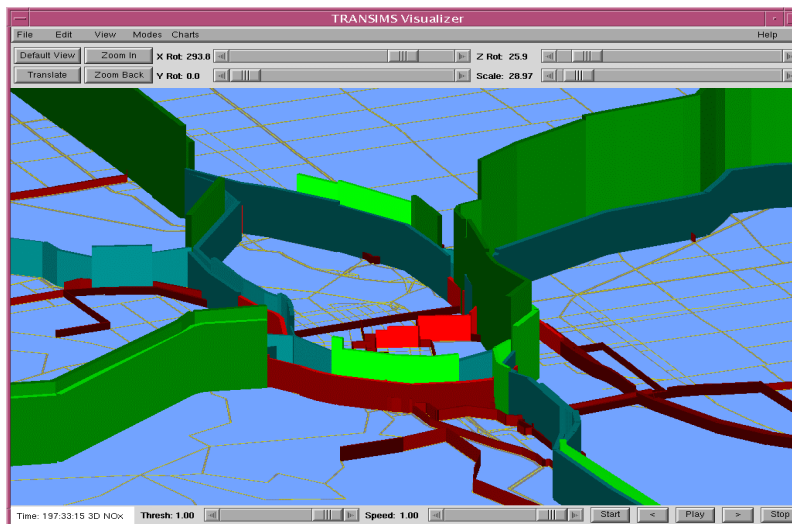 TRANSIMS Visualizer
File Edit View Modes Charts Help
Default View Zoom In X Rot: 293.8 Z Rot: 25.9
Translate Zoom Back Y Rot: 0.0 Scale: 28.97
Time: 197:33:15 3D NOx Thresh: 1.00 Speed: 1.00 Start < Play > Stop